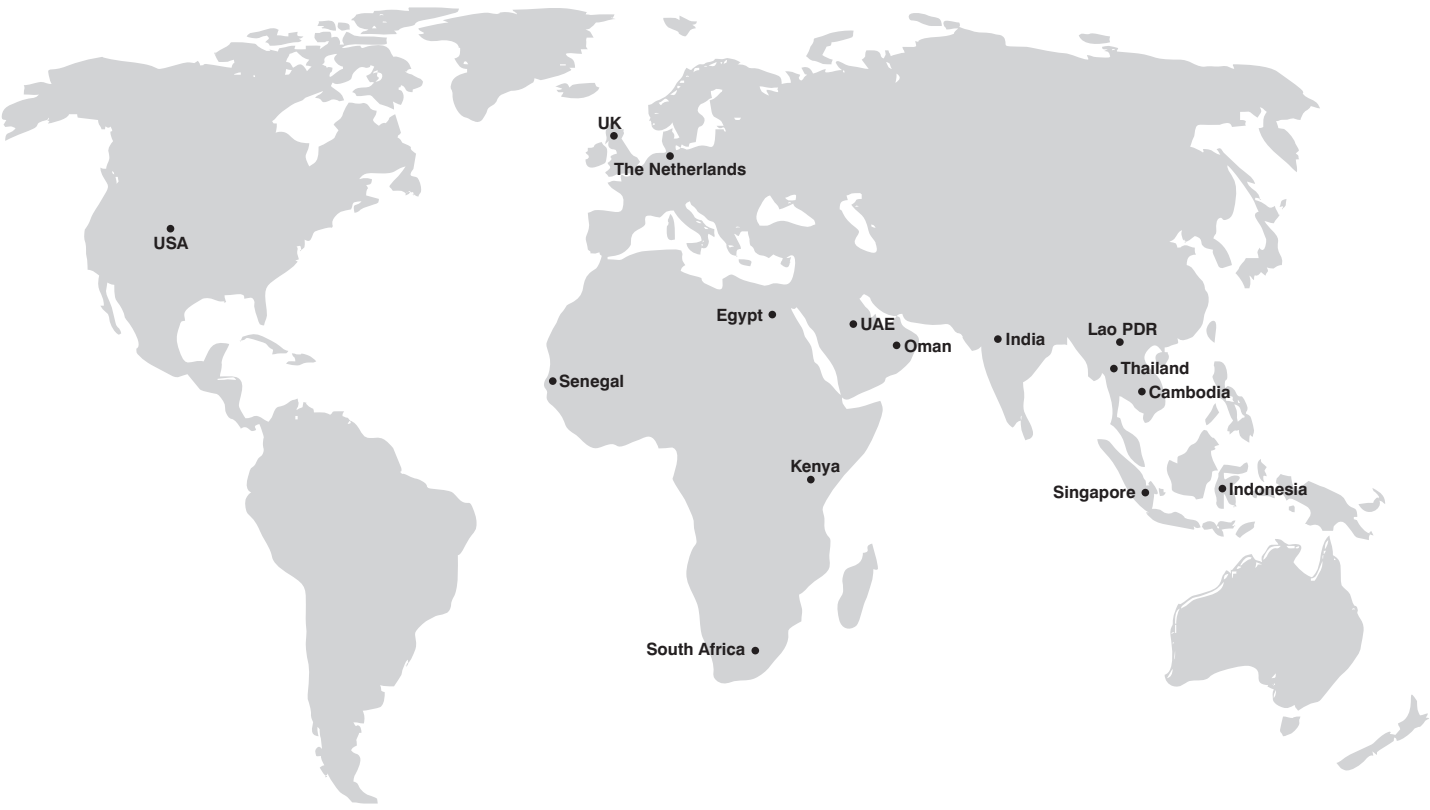 UK
The Netherlands
USA
Egypt
UAE
Oman
India
Lao PDR
Thailand
Cambodia
Senegal
Kenya
Singapore
Indonesia
South Africa